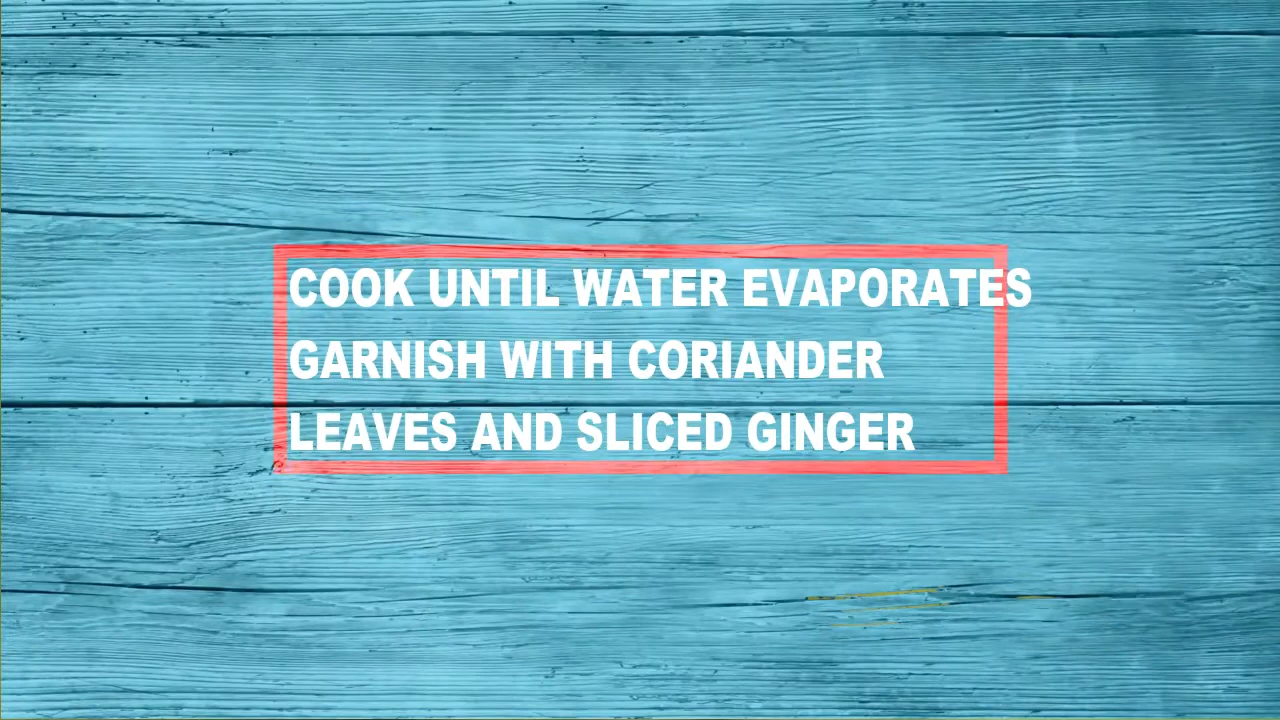 COOK UNTIL WATER EVAPORATES
GARNISH WITH CORIANDER
LEAVES AND SLICED GINGER